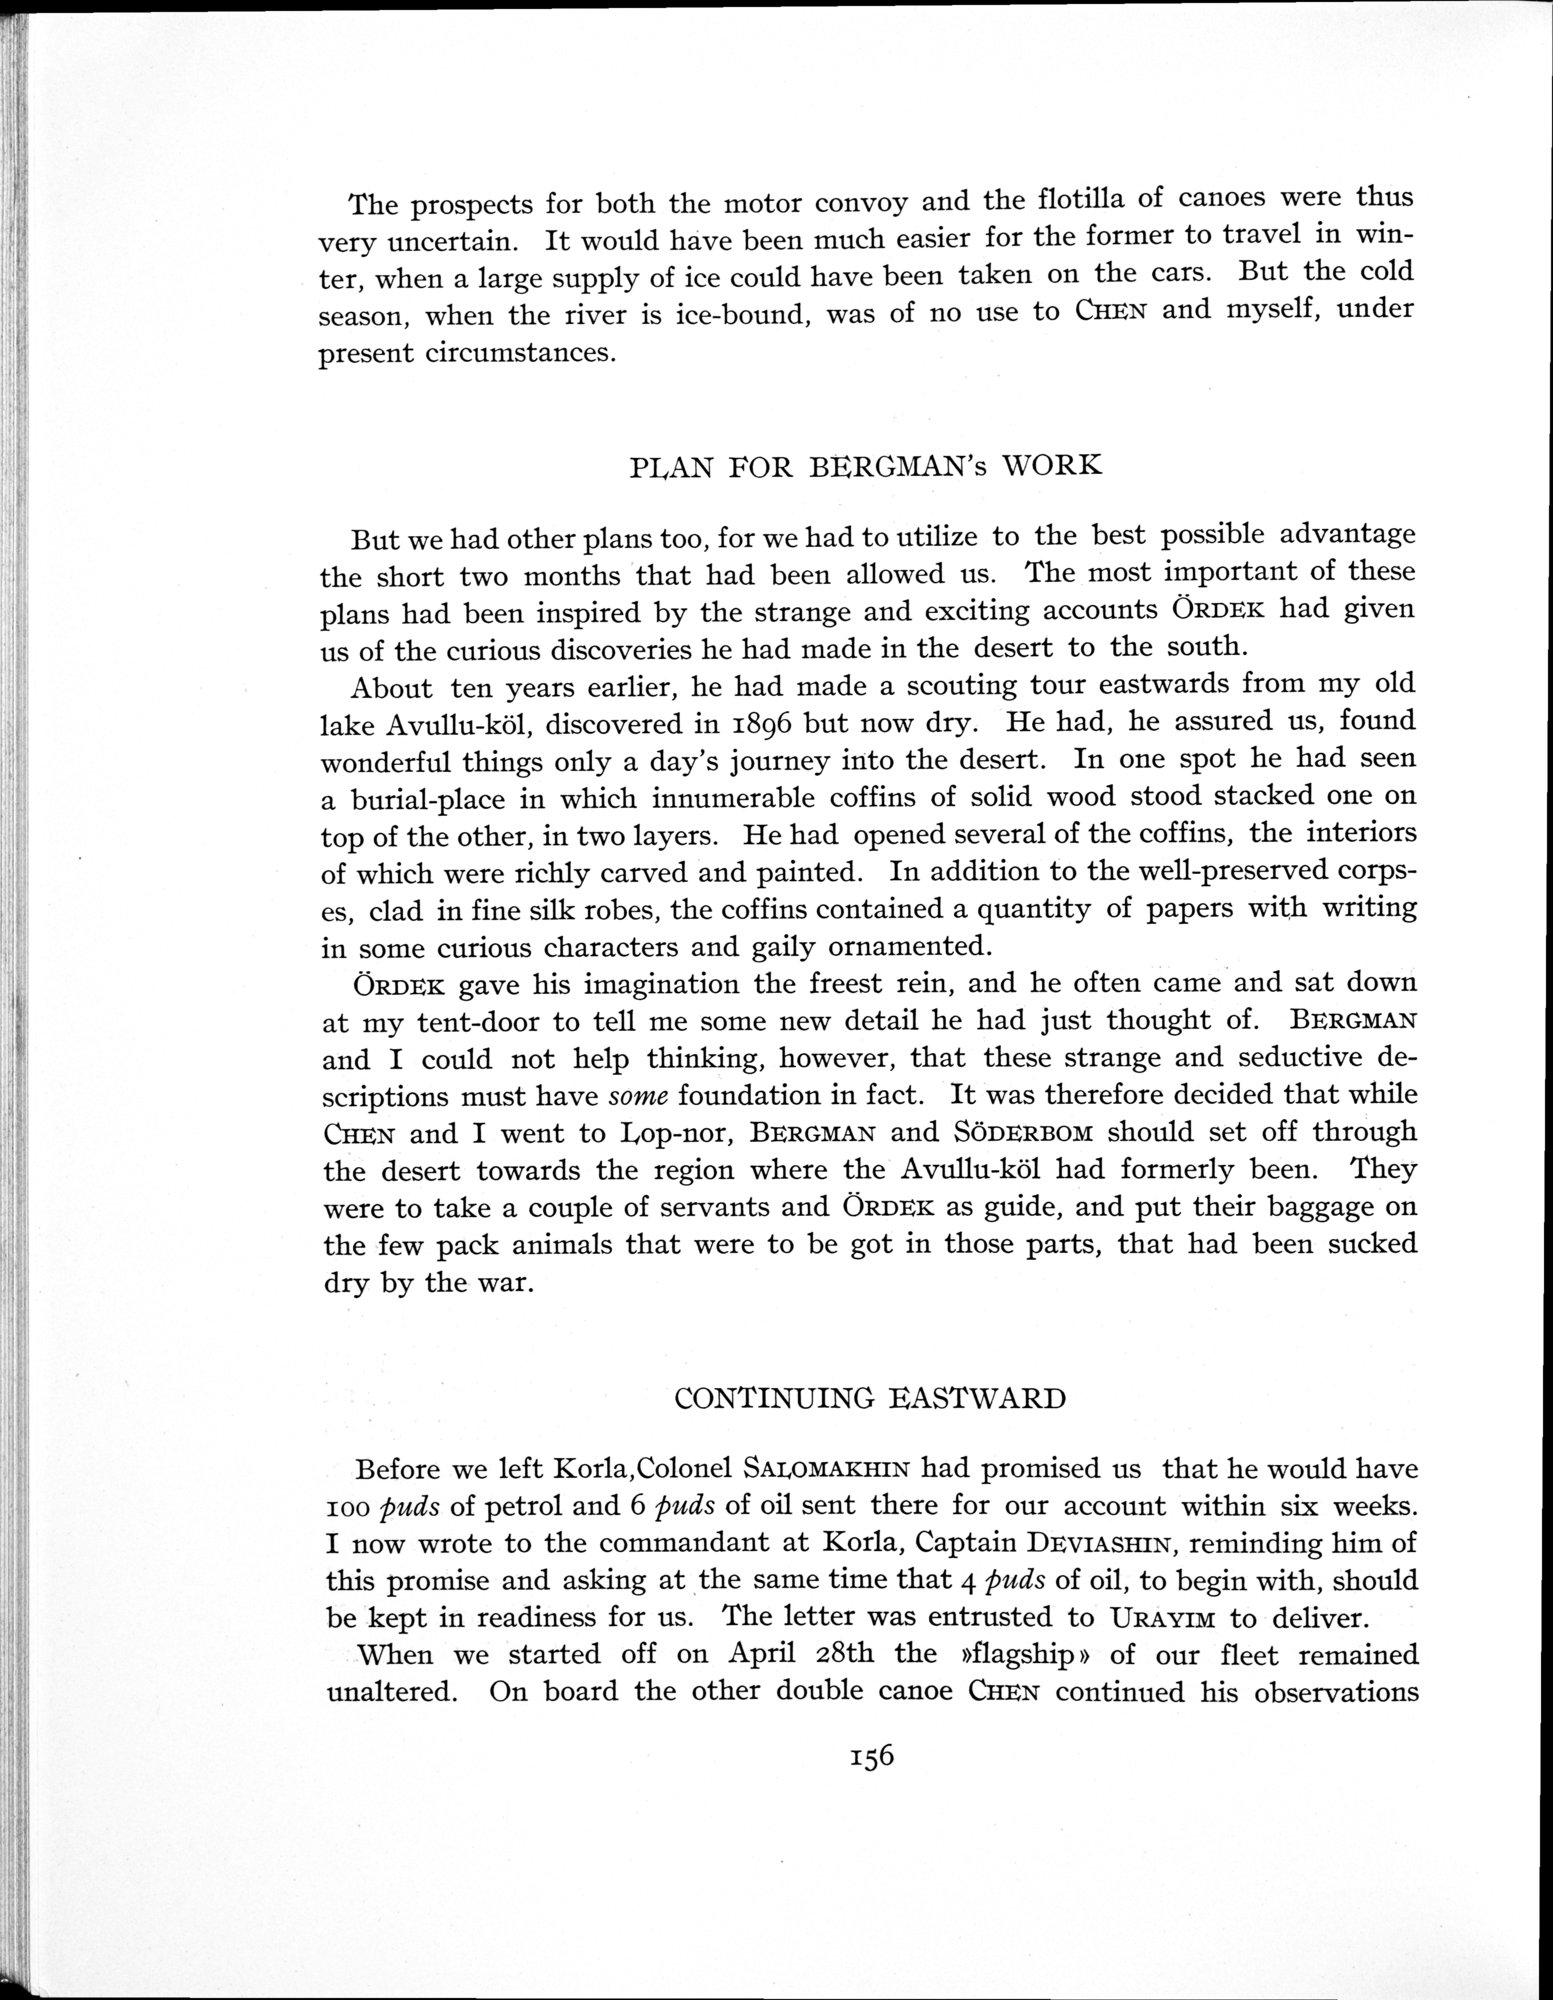 The prospects for both the motor convoy and the flotilla of canoes were thus
very uncertain. It would have been much easier for the former to travel in win-
ter, when a large supply of ice could have been taken on the cars. But the cold
season, when the river is ice-bound, was of no use to CHEN and myself, under
present circumstances.
PLAN FOR BERGMAN's WORK
But we had other plans too, for we had to utilize to the best possible advantage
the short two months that had been allowed us. The most important of these
plans had been inspired by the strange and exciting accounts ÖRDEK had given
us of the curious discoveries he had made in the desert to the south.
About ten years earlier, he had made a scouting tour eastwards from my old
lake Avullu-köl, discovered in 1896 but now dry. He had, he assured us, found
wonderful things only a day's journey into the desert. In one spot he had seen
a burial-place in which innumerable coffins of solid wood stood stacked one on
top of the other, in two layers. He had opened several of the coffins, the interiors
of which were richly carved and painted. In addition to the well-preserved corps-
es, clad in fine silk robes, the coffins contained a quantity of papers with writing
in some curious characters and gaily ornamented.
ÖRDEK gave his imagination the freest rein, and he often came and sat down
at my tent-door to tell me some new detail he had just thought of. BERGMAN
and I could not help thinking, however, that these strange and seductive de-
scriptions must have some foundation in fact. It was therefore decided that while
CHEN and I went to Lop-nor, BERGMAN and SÖDERBOM should set off through
the desert towards the region where the Avullu-köl had formerly been. They
were to take a couple of servants and ÖRDEK as guide, and put their baggage on
the few pack animals that were to be got in those parts, that had been sucked
dry by the war.
CONTINUING EASTWARD
Before we left Korla,Colonel SALOMAKHIN had promised us that he would have
100 puds of petrol and 6 puds of oil sent there for our account within six weeks.
I now wrote to the commandant at Korla, Captain DEVIASHIN, reminding him of
this promise and asking at the same time that 4 puds of oil, to begin with, should
be kept in readiness for us. The letter was entrusted to URAYIM to deliver.
When we started off on April 28th the »flagship» of our fleet remained
unaltered. On board the other double canoe CHEN continued his observations
156